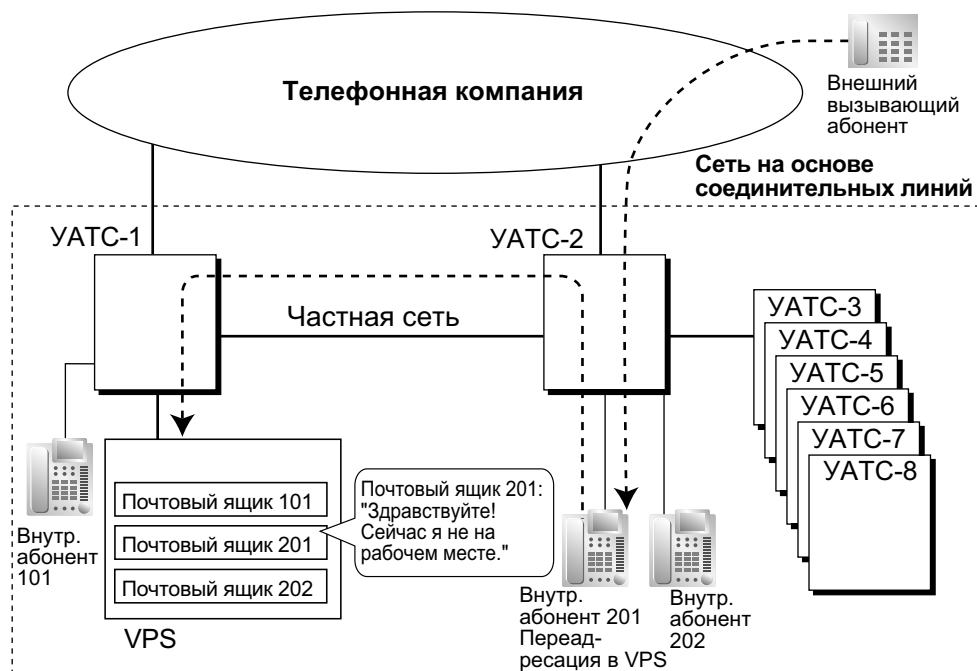 Телефонная компания
Внешний
вызывающий
абонент
Сеть на основе
соединительных линий
УАТС-1
УАТС-2
Частная сеть
УАТС-3
УАТС-4
УАТС-5
УАТС-6
УАТС-7
УАТС-8
Внутр.
абонент
101
Почтовый ящик 101
Почтовый ящик 201
Почтовый ящик 202
VPS
Почтовый ящик 201:
"Здравствуйте!
Сейчас я не на
рабочем месте."
Внутр.
абонент 201
Переад-
ресация в VPS
Внутр.
абонент
202